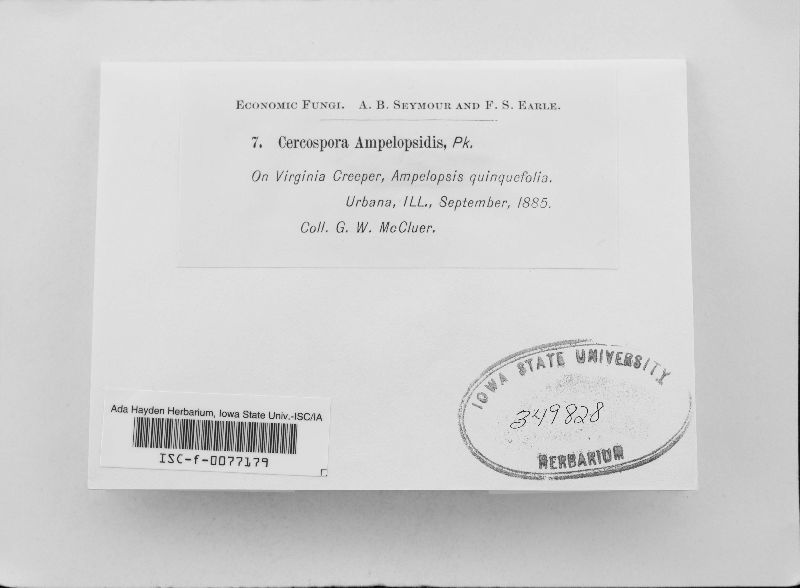 Economic Fungi. A. B. Seymour and F. S. Earle.
7. Cercospora Ampelopsidis, Pk.
On Virginia Creeper, Ampelopsis quinquefolia.
Urbana, ILL., September, 1885.
Coll. G. W. McCluer.
IOWA STATE UNIVERSITY
349828
HERBARIUM
Ada Hayden Herbarium, Iowa State Univ.-ISC/IA
ISC-f-0077179